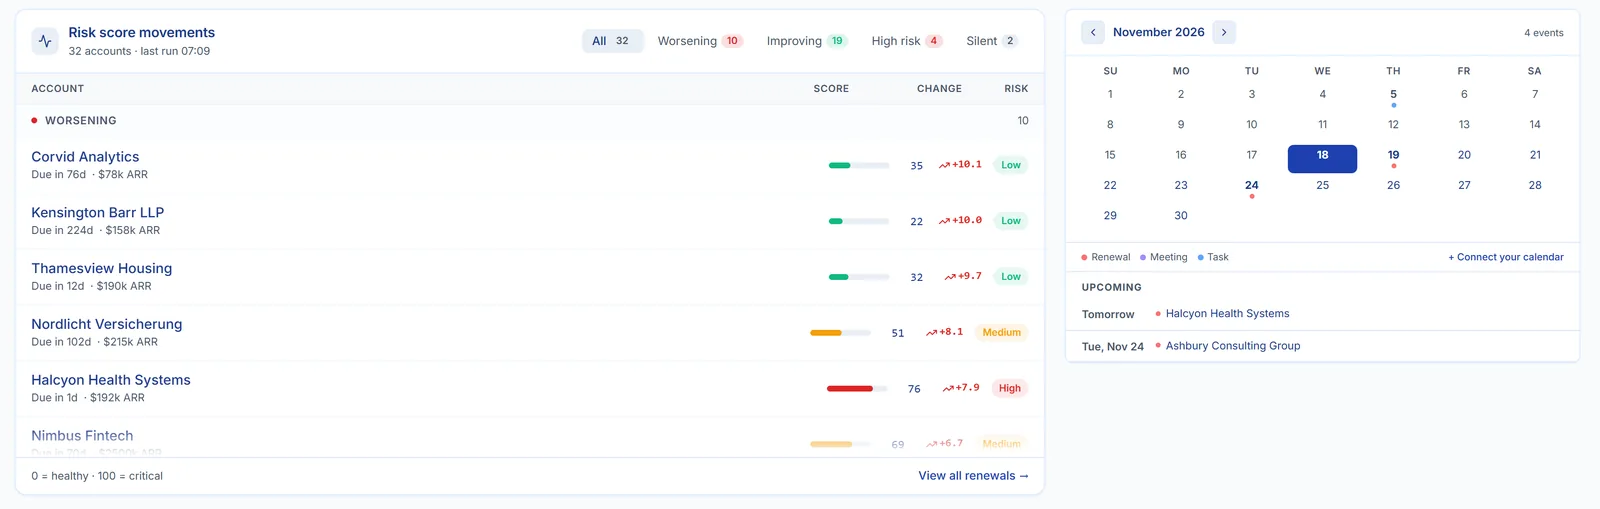 Risk score movements
32 accounts · last run 07:09
All 32 Worsening 10 Improving 19 High risk 4 Silent 2
ACCOUNT SCORE CHANGE RISK
WORSENING 10
Corvid Analytics
Due in 76d · $78k ARR
35 +10.1 Low
Kensington Barr LLP
Due in 224d · $158k ARR
22 +10.0 Low
Thamesview Housing
Due in 12d · $190k ARR
32 +9.7 Low
Nordlicht Versicherung
Due in 102d · $215k ARR
51 +8.1 Medium
Halcyon Health Systems
Due in 1d · $192k ARR
76 +7.9 High
Nimbus Fintech
69 +6.7 Medium
0 = healthy · 100 = critical
View all renewals →
November 2026
4 events
SU MO TU WE TH FR SA
1 2 3 4 5 6 7
8 9 10 11 12 13 14
15 16 17 18 19 20 21
22 23 24 25 26 27 28
29 30
Renewal Meeting Task
+ Connect your calendar
UPCOMING
Tomorrow Halcyon Health Systems
Tue, Nov 24 Ashbury Consulting Group